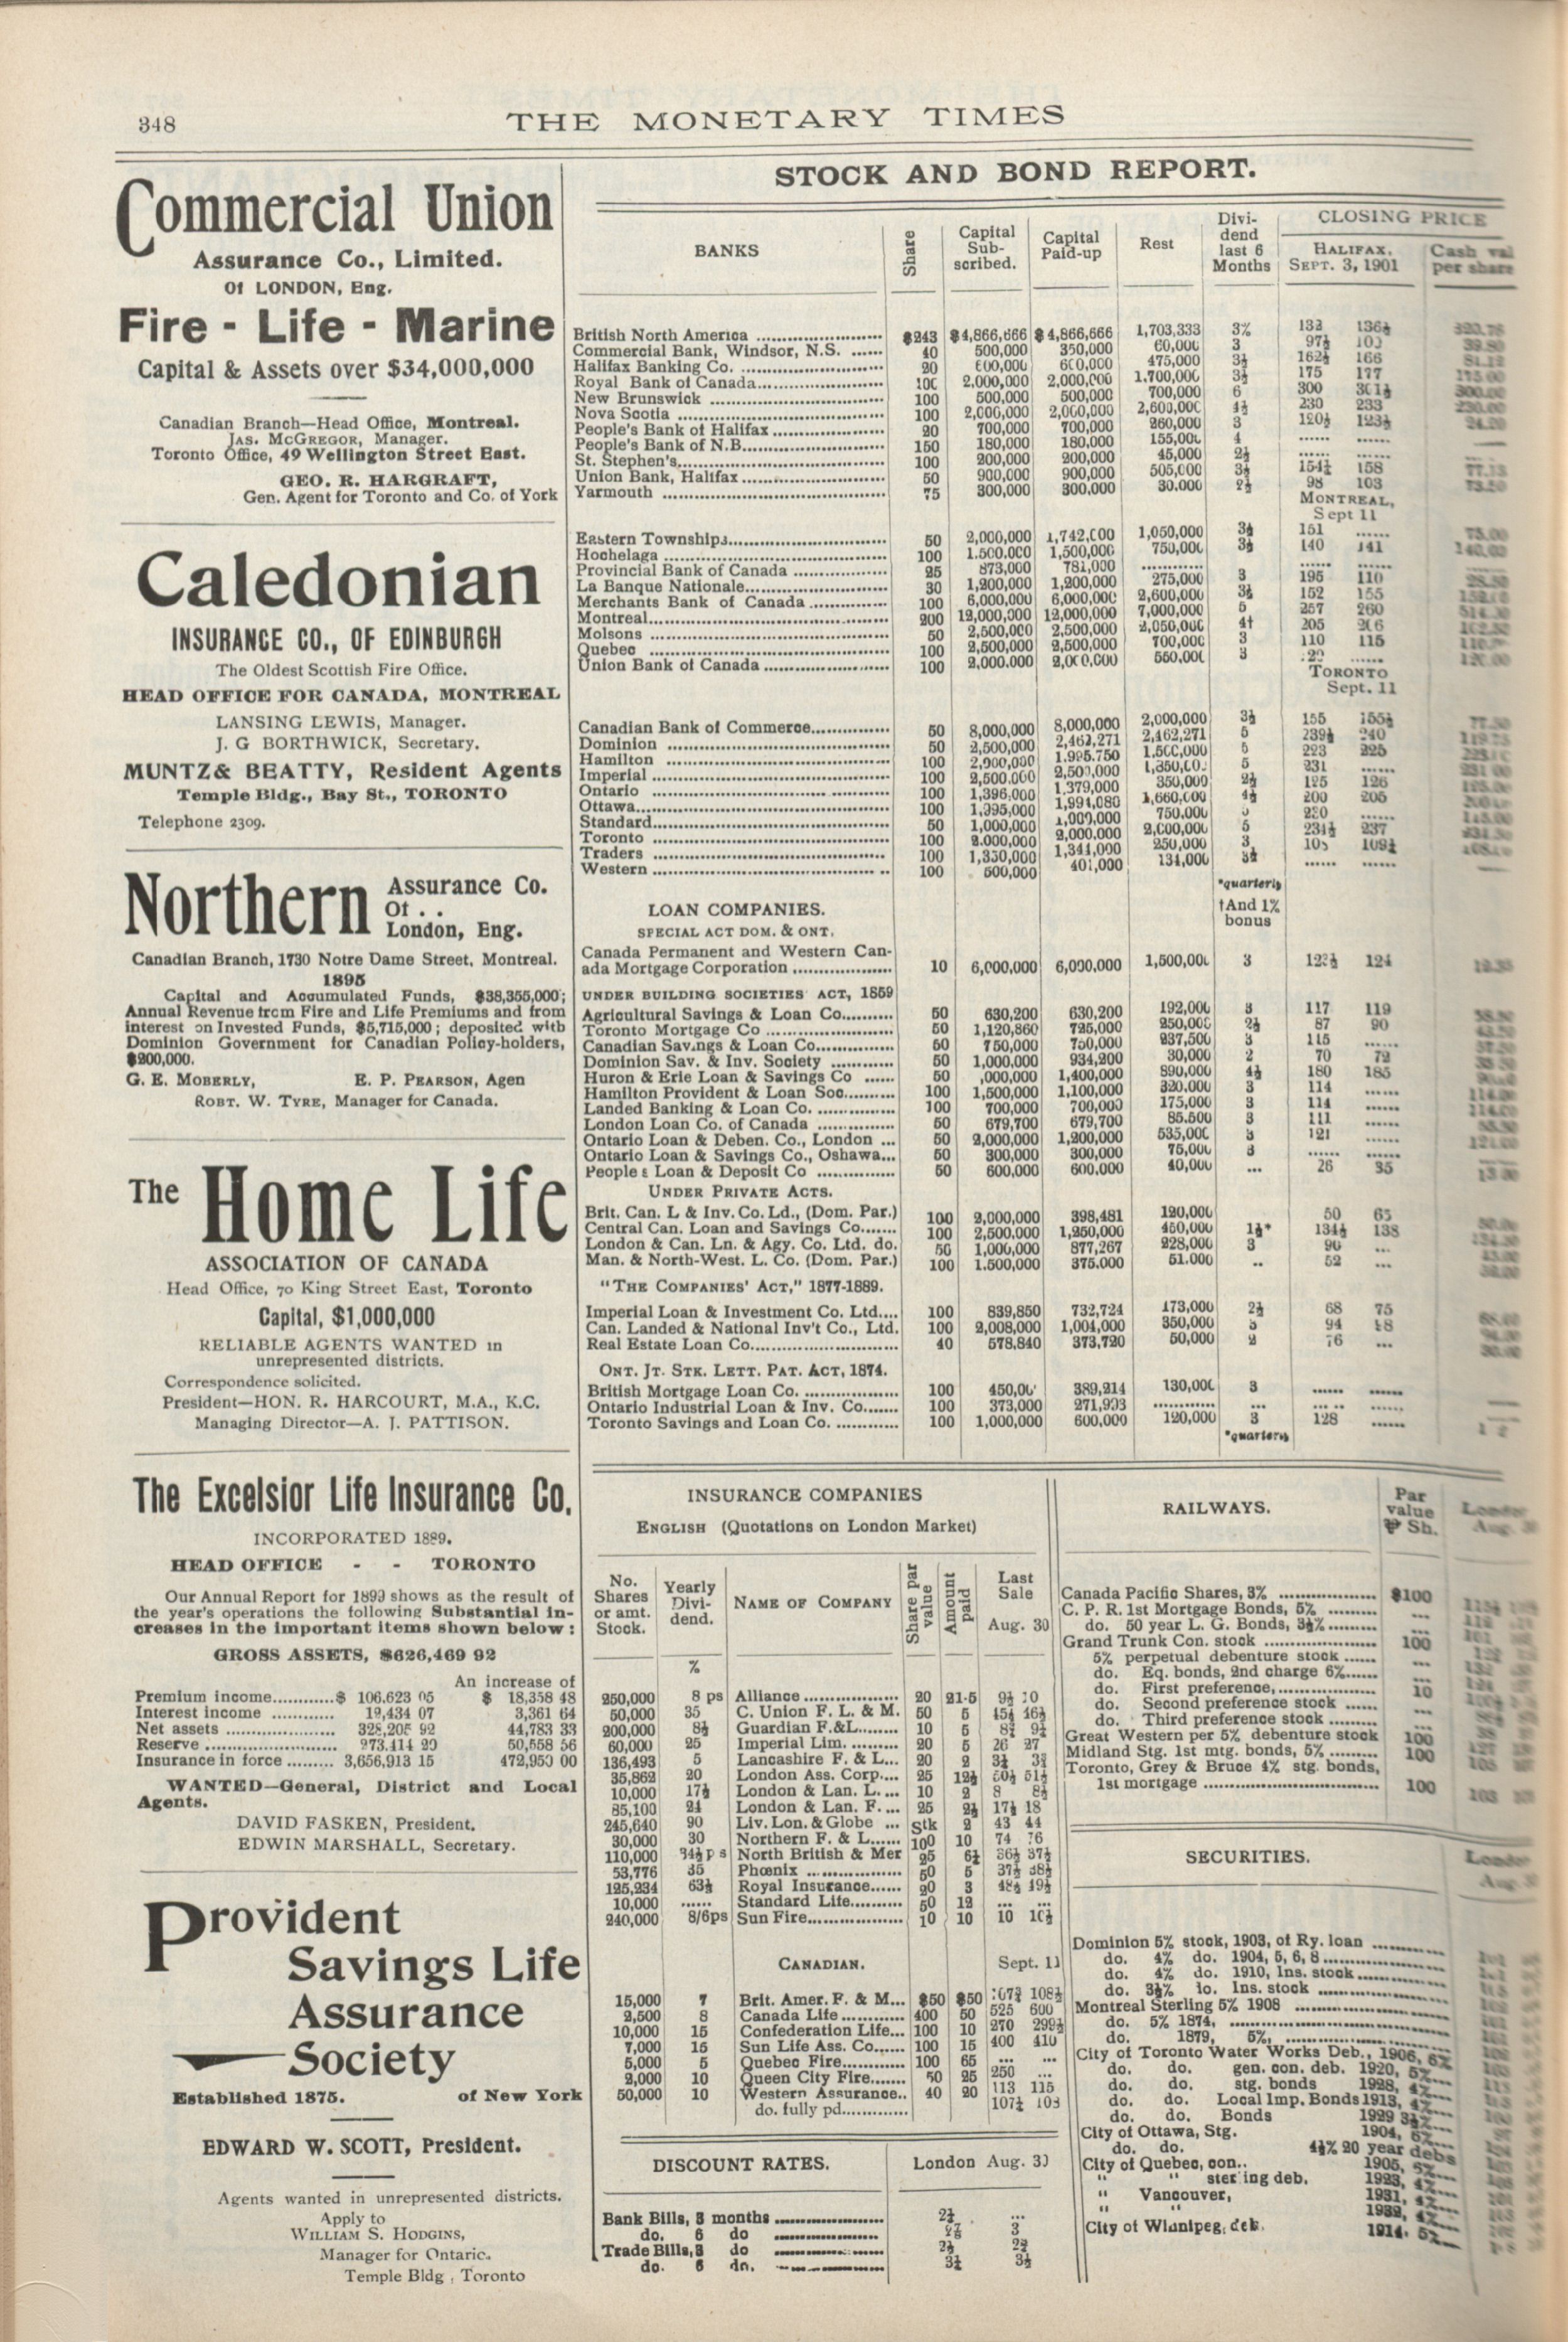 348
THE MONETARY TIMES
Commercial Union
Assurance Co., Limited.
Of LONDON, Eng.
Fire - Life - Marine
Capital & Assets over $34,000,000
Canadian Branch—Head Office, Montreal.
JAS. MCGREGOR, Manager.
Toronto Office, 49 Wellington Street East.
GEO. R. HARGRAFT,
Gen. Agent for Toronto and Co. of York
Caledonian
INSURANCE CO., OF EDINBURGH
The Oldest Scottish Fire Office.
HEAD OFFICE FOR CANADA, MONTREAL
LANSING LEWIS, Manager.
J. G BORTHWICK, Secretary.
MUNTZ & BEATTY, Resident Agents
Temple Bldg., Bay St., TORONTO
Telephone 2309.
Northern Assurance Co.
Of . .
London, Eng.
Canadian Branch, 1730 Notre Dame Street, Montreal.
1895
Capital and Accumulated Funds, $38,355,000;
Annual Revenue from Fire and Life Premiums and from
interest on Invested Funds, $5,715,000; deposited with
Dominion Government for Canadian Policy-holders,
$200,000.
G. E. MOBERLY, E. P. PEARSON, Agen
ROBT. W. TYRE, Manager for Canada.
The Home Life
ASSOCIATION OF CANADA
Head Office, 70 King Street East, Toronto
Capital, $1,000,000
RELIABLE AGENTS WANTED in
unrepresented districts.
Correspondence solicited.
President—HON. R. HARCOURT, M.A., K.C.
Managing Director—A. J. PATTISON.
The Excelsior Life Insurance Co.
INCORPORATED 1889.
HEAD OFFICE - - TORONTO
Our Annual Report for 1899 shows as the result of
the year's operations the following Substantial in-
creases in the important items shown below:
GROSS ASSETS, $626,469 92
An increase of
Premium income............$ 106,623 05 $ 18,358 48
Interest income ............ 19,434 07 3,361 64
Net assets .................... 328,205 92 44,783 33
Reserve ........................ 273,414 20 50,558 56
Insurance in force ......... 3,656,913 15 472,950 00
WANTED—General, District and Local
Agents.
DAVID FASKEN, President.
EDWIN MARSHALL, Secretary.
Provident
Savings Life
Assurance
Society
Established 1875. of New York
EDWARD W. SCOTT, President.
Agents wanted in unrepresented districts.
Apply to
WILLIAM S. HODGINS,
Manager for Ontario.
Temple Bldg., Toronto
STOCK AND BOND REPORT.
BANKS Share Capital Sub-scribed. Capital Paid-up Rest Divi-dend last 6 Months CLOSING PRICE
HALIFAX, SEPT. 3, 1901 Cash val per share
British North America ........ $243 $4,866,666 $4,866,666 1,703,333 3% 132 136½
Commercial Bank, Windsor, N.S. ...... 40 500,000 350,000 60,000 3 97½ 103
Halifax Banking Co. ........ 20 600,000 600,000 475,000 3½ 162½ 166
Royal Bank of Canada........ 100 2,000,000 2,000,000 1,700,000 3½ 175 177
New Brunswick ........ 100 500,000 500,000 700,000 6 300 301½
Nova Scotia ........ 100 2,000,000 2,000,000 2,600,000 4½ 230 233
People's Bank of Halifax........ 20 700,000 700,000 260,000 3 120½ 123½
People's Bank of N.B........ 150 180,000 180,000 155,000 4 ...... ......
St. Stephen's........ 100 200,000 200,000 45,000 2½ ...... ......
Union Bank, Halifax........ 50 900,000 900,000 505,000 3½ 154½ 158
Yarmouth ........ 75 300,000 300,000 30,000 2½ 98 103
MONTREAL,
Sept 11
Eastern Townships........ 50 2,000,000 1,742,000 1,050,000 3½ 151 ......
Hochelaga ........ 100 1,500,000 1,500,000 750,000 3½ 140 141
Provincial Bank of Canada ........ 25 873,000 781,000 ............ ...... ......
La Banque Nationale........ 30 1,200,000 1,200,000 275,000 3 195 110
Merchants Bank of Canada ........ 100 6,000,000 6,000,000 2,600,000 3½ 152 155
Montreal........ 200 12,000,000 12,000,000 7,000,000 5 257 260
Molsons ........ 50 2,500,000 2,500,000 2,050,000 4† 205 206
Quebec ........ 100 2,500,000 2,500,000 700,000 3 110 115
Union Bank of Canada ........ 100 2,000,000 2,000,000 550,000 3 ......
TORONTO
Sept. 11
Canadian Bank of Commerce........ 50 8,000,000 8,000,000 2,000,000 3½ 155 155½
Dominion ........ 50 2,500,000 2,462,271 2,462,271 5 239½ 240
Hamilton ........ 100 2,000,000 1,995,750 1,500,000 5 223 225
Imperial ........ 100 2,500,000 2,500,000 1,850,000 5 231 ......
Ontario ........ 100 1,396,000 1,379,000 350,000 2½ 125 126
Ottawa........ 100 1,995,000 1,994,080 1,660,000 4½ 200 205
Standard........ 50 1,000,000 1,000,000 750,000 5 230 ......
Toronto ........ 100 2,000,000 2,000,000 2,000,000 5 234½ 237
Traders ........ 100 1,350,000 1,344,000 250,000 3 109½
Western ........ 100 500,000 401,000 134,000 3½ ...... ......
*quarterly
†And 1% bonus
LOAN COMPANIES.
SPECIAL ACT DOM. & ONT.
Canada Permanent and Western Can-
ada Mortgage Corporation ........ 10 6,000,000 6,000,000 1,500,000 3 124
UNDER BUILDING SOCIETIES' ACT, 1859
Agricultural Savings & Loan Co........ 50 630,200 630,200 192,000 3 117 119
Toronto Mortgage Co ........ 50 1,120,860 725,000 250,000 2½ 87 90
Canadian Savings & Loan Co........ 50 750,000 750,000 237,500 3 115 ......
Dominion Sav. & Inv. Society ........ 50 1,000,000 934,200 30,000 2 70 72
Huron & Erie Loan & Savings Co ...... 50 ,000,000 1,400,000 890,000 4½ 180 185
Hamilton Provident & Loan Soc........ 100 1,500,000 1,100,000 320,000 3 114 ......
Landed Banking & Loan Co. ........ 100 700,000 700,000 175,000 3 114 ......
London Loan Co. of Canada ........ 50 679,700 679,700 85,500 3 111 ......
Ontario Loan & Deben. Co., London ... 50 2,000,000 1,200,000 535,000 3 121 ......
Ontario Loan & Savings Co., Oshawa... 50 300,000 300,000 75,000 3 ...... ......
People s Loan & Deposit Co ........ 50 600,000 600,000 40,000 ... 26 35
UNDER PRIVATE ACTS.
Brit. Can. L & Inv. Co. Ld., (Dom. Par.) 100 2,000,000 398,481 120,000 50 65
Central Can. Loan and Savings Co....... 100 2,500,000 1,250,000 450,000 1½* 134½ 138
London & Can. Ln. & Agy. Co. Ltd. do. 50 1,000,000 877,267 228,000 3 90 ...
Man. & North-West. L. Co. (Dom. Par.) 100 1,500,000 375,000 51,000 .. 52 ...
"THE COMPANIES' ACT," 1877-1889.
Imperial Loan & Investment Co. Ltd.... 100 839,850 732,724 173,000 2½ 68 75
Can. Landed & National Inv't Co., Ltd. 100 2,008,000 1,004,000 350,000 3 94
Real Estate Loan Co........ 40 578,840 373,720 50,000 2 76 ...
ONT. JT. STK. LETT. PAT. ACT, 1874.
British Mortgage Loan Co. ........ 100 450,00 389,214 130,000 3 ...... ......
Ontario Industrial Loan & Inv. Co....... 100 373,000 271,993 ............ ... ...... ......
Toronto Savings and Loan Co. ........ 100 1,000,000 600,000 120,000 3 128 ......
*quarterly
INSURANCE COMPANIES
ENGLISH (Quotations on London Market)
No. Shares or amt. Stock. Yearly Divi-dend. NAME OF COMPANY Share par value Amount paid Last Sale Aug. 30
%
250,000 8 ps Alliance ........ 20 21-5 9½ 10
50,000 35 C. Union F. L. & M. 50 5 45½ 46½
200,000 8½ Guardian F.&L........ 10 5 8¾ 9¼
60,000 25 Imperial Lim. ........ 20 5 26 27
136,493 5 Lancashire F. & L... 20 2 3½ 3¾
35,862 20 London Ass. Corp.... 25 12½ 50½ 51½
10,000 17½ London & Lan. L.... 10 2 8 8½
85,100 24 London & Lan. F. ... 25 2½ 17½ 18
245,640 90 Liv. Lon. & Globe ... Stk 2 43 44
30,000 30 Northern F. & L...... 100 10 74 76
110,000 34½ p s North British & Mer 25 6¼ 36½ 37½
53,776 35 Phœnix ........ 50 5 37½ 38½
125,234 63½ Royal Insurance...... 20 3 48½ 49½
10,000 ...... Standard Life........ 50 12 ... ...
240,000 8/6ps Sun Fire........ 10 10 10 10½
CANADIAN. Sept. 11
15,000 7 Brit. Amer. F. & M... $50 $50 108½
2,500 8 Canada Life ........ 400 50 525 600
10,000 15 Confederation Life... 100 10 270 299½
7,000 15 Sun Life Ass. Co...... 100 15 400 410
5,000 5 Quebec Fire........ 100 65 ... ...
2,000 10 Queen City Fire....... 50 25 250 ...
50,000 10 Western Assurance.. 40 20 113 115
do. fully pd........ 107½ 108
DISCOUNT RATES. London Aug. 30
Bank Bills, 3 months ........ ...
do. 6 do ........ 3
Trade Bills, 3 do ........
do. 6 do. ........
RAILWAYS. Par value ₱ Sh. London Aug.
Canada Pacific Shares, 3% ........ $100
C. P. R. 1st Mortgage Bonds, 5% ......... ...
do. 50 year L. G. Bonds, 3½%......... ...
Grand Trunk Con. stock ........ 100
5% perpetual debenture stock ...... ...
do. Eq. bonds, 2nd charge 6%...... ...
do. First preference, ........ 10
do. Second preference stock ...... ...
do. Third preference stock ......... ...
Great Western per 5% debenture stock 100
Midland Stg. 1st mtg. bonds, 5% ......... 100
Toronto, Grey & Bruce 4% stg. bonds,
1st mortgage ........ 100
SECURITIES. London
Dominion 5% stock, 1903, of Ry. loan ........
do. 4% do. 1904, 5, 6, 8........
do. 4% do. 1910, Ins. stock........
do. 3½% do. Ins. stock ........
Montreal Sterling 5% 1908 ........
do. 5% 1874, ........
do. 1879, 5%, ........
City of Toronto Water Works Deb., 1906, 6%
do. do. gen. con. deb. 1920, 5%
do. do. stg. bonds 1928, 4%
do. do. Local Imp. Bonds 1913, 4%
do. do. Bonds 1929 3½%
City of Ottawa, Stg. 1904, 6%
do. do. 4½% 20 year debs
City of Quebec, con.. 1905, 5%
" " sterling deb. 1923, 4%
" Vancouver, 1931, 4%
" " 1932, 4%
City of Winnipeg, deb. 1914, 5%